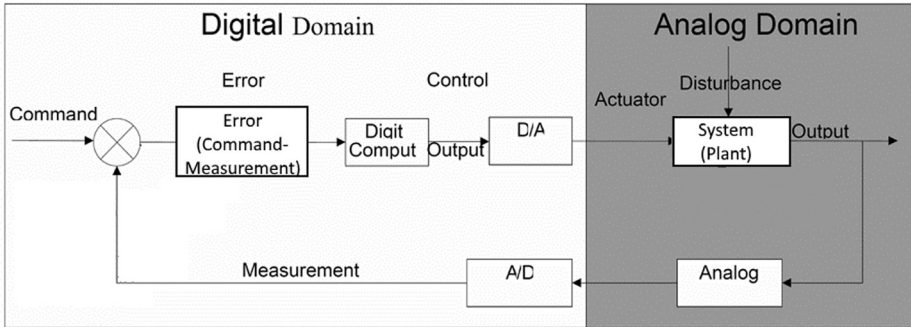 Digital Domain
Analog Domain
Error
Control
Disturbance
Command
Actuator
Error
(Command-
Measurement)
Digit
Comput
Output
D/A
System
(Plant)
Output
Measurement
A/D
Analog